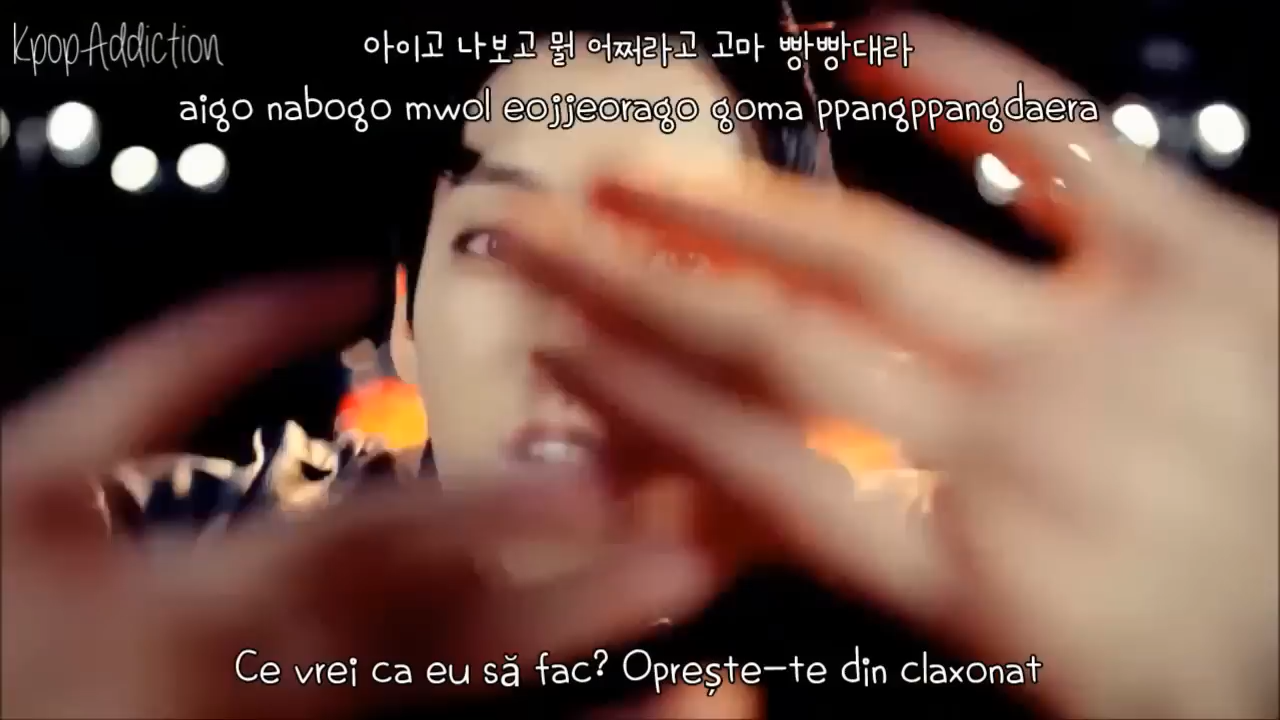 KpopAddiction
아이고 나보고 뭘 어쩌라고 고마 빵빵대라
aigo nabogo mwol eojjeorago goma ppangppangdaera
Ce vrei ca eu să fac? Oprește-te din claxonat